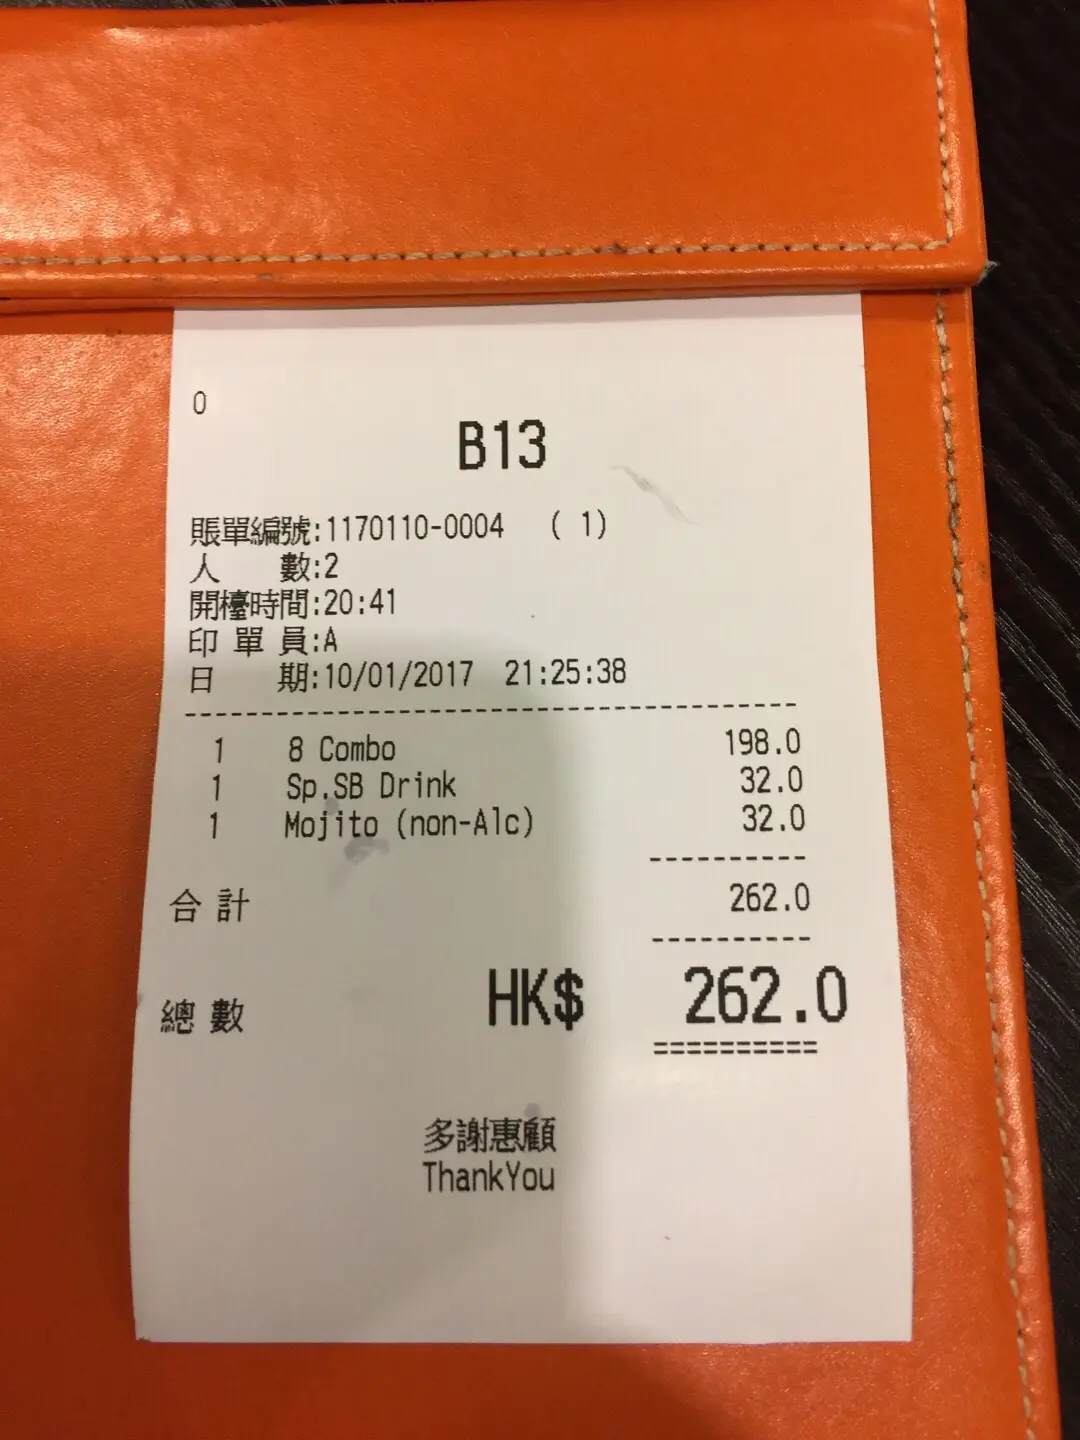 0
B13
賬單編號:1170110-0004 ( 1)
人 數:2
開檯時間:20:41
印 單 員:A
日 期:10/01/2017 21:25:38
---------------------------------------
1 8 Combo 198.0
1 Sp.SB Drink 32.0
1 Mojito (non-Alc) 32.0
----------
合 計 262.0
----------
總 數 HK$ 262.0
==========
多謝惠顧
ThankYou